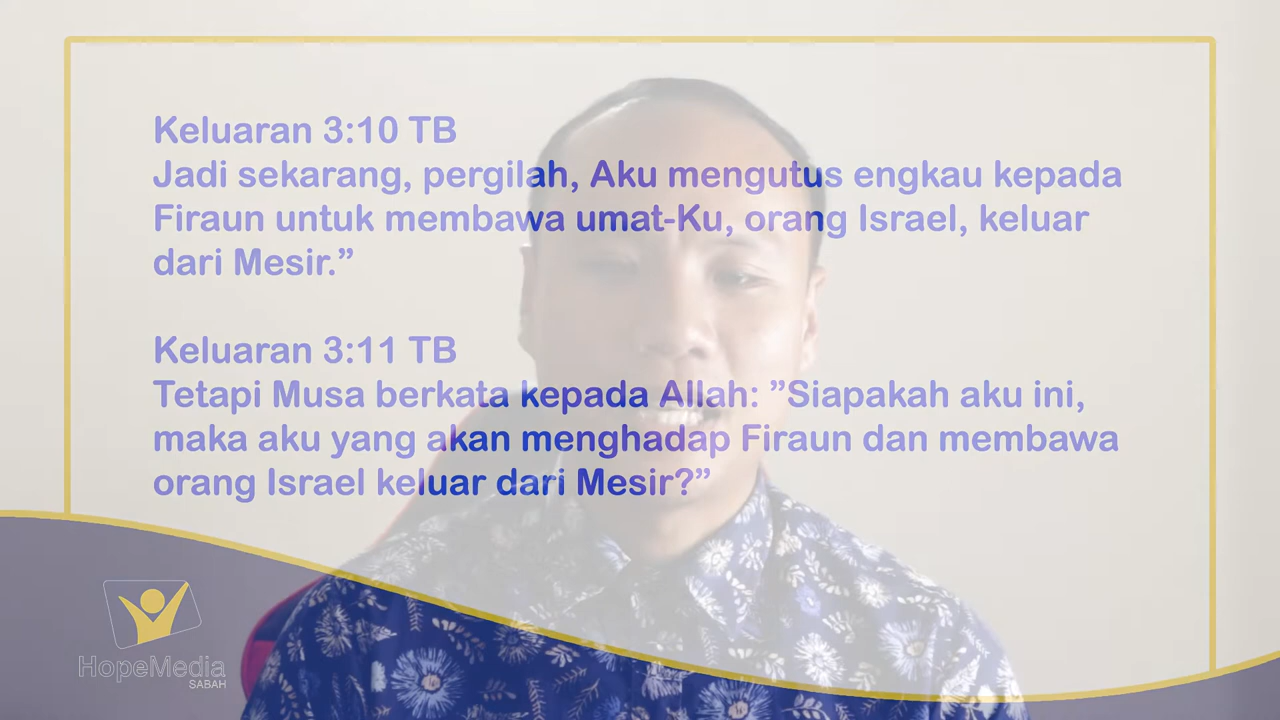 Keluaran 3:10 TB
Jadi sekarang, pergilah, Aku mengutus engkau kepada
Firaun untuk membawa umat-Ku, orang Israel, keluar
dari Mesir.”
Keluaran 3:11 TB
Tetapi Musa berkata kepada Allah: ”Siapakah aku ini,
maka aku yang akan menghadap Firaun dan membawa
orang Israel keluar dari Mesir?”
HopeMedia
SABAH